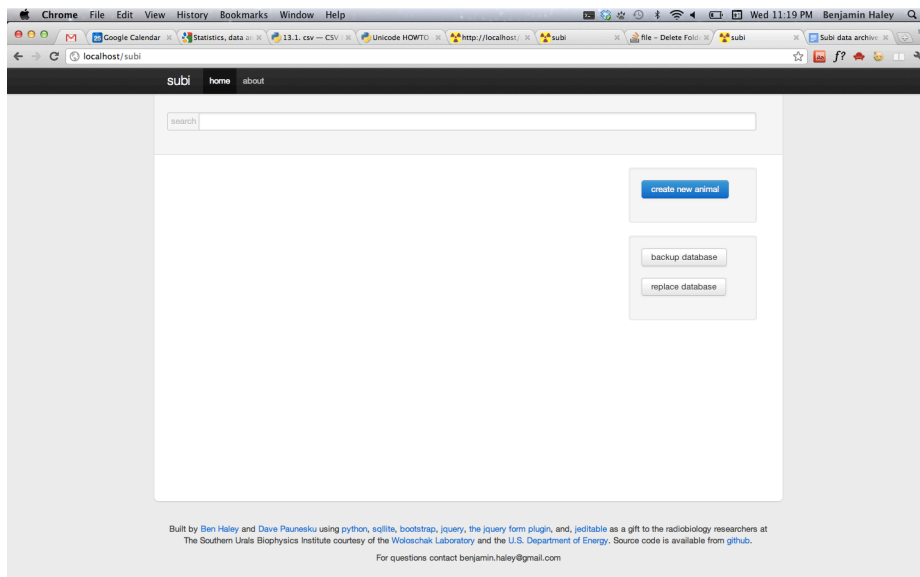 Chrome File Edit View History Bookmarks Window Help Wed 11:19 PM Benjamin Haley
Google Calendar Statistics, data an 13.1. csv — CSV Unicode HOWTO http://localhost/ subi file – Delete Fold subi Subi data archive
localhost/subi
subi home about
search
create new animal
backup database
replace database
Built by Ben Haley and Dave Paunesku using python, sqllite, bootstrap, jquery, the jquery form plugin, and, jeditable as a gift to the radiobiology researchers at
The Southern Urals Biophysics Institute courtesy of the Woloschak Laboratory and the U.S. Department of Energy. Source code is available from github.
For questions contact benjamin.haley@gmail.com